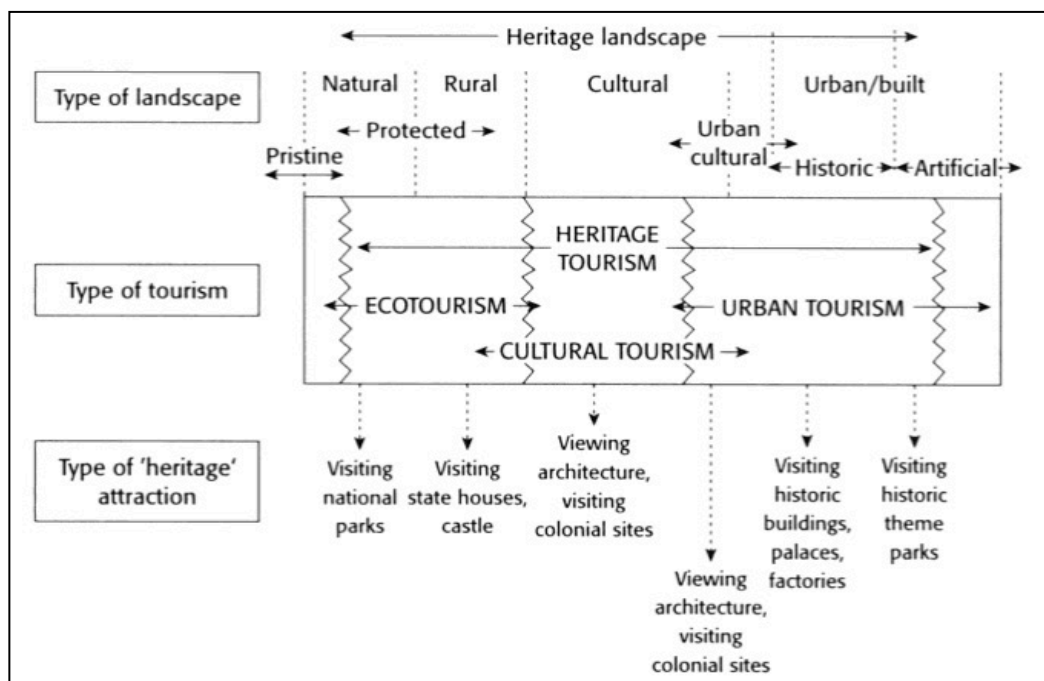 Heritage landscape
Type of landscape
Natural
Rural
Cultural
Urban/built
Protected
Urban
cultural
Pristine
Historic
Artificial
Type of tourism
HERITAGE
TOURISM
ECOTOURISM
URBAN TOURISM
CULTURAL TOURISM
Type of 'heritage'
attraction
Visiting
national
parks
Visiting
state houses,
castle
Viewing
architecture,
visiting
colonial sites
Viewing
architecture,
visiting
colonial sites
Visiting
historic
buildings,
palaces,
factories
Visiting
historic
theme
parks